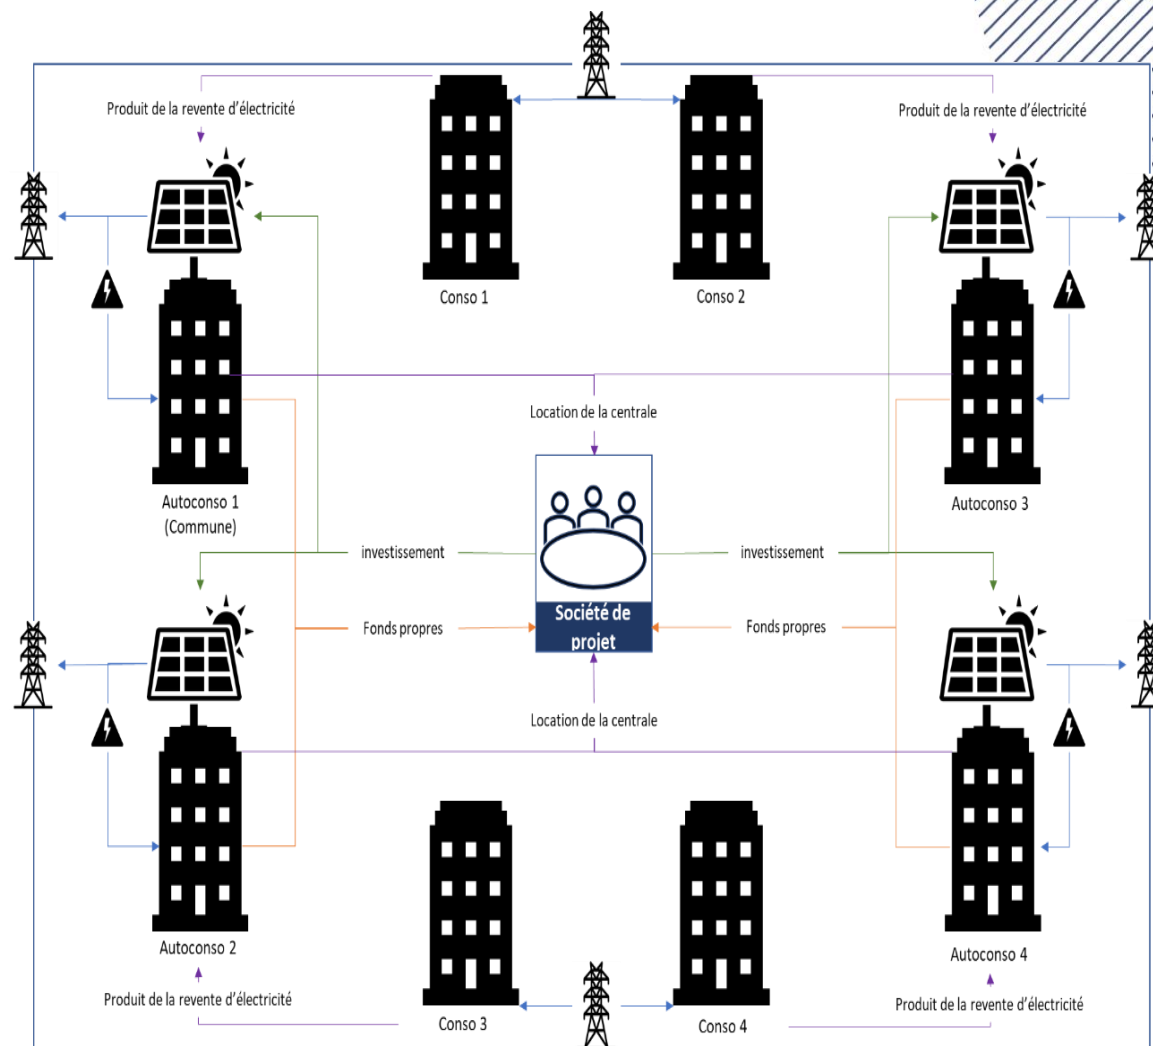 Produit de la revente d'électricité
Produit de la revente d'électricité
Conso 1
Conso 2
Location de la centrale
Autoconso 1
(Commune)
Autoconso 3
investissement
investissement
Société de
projet
Fonds propres
Fonds propres
Location de la centrale
Autoconso 2
Autoconso 4
Produit de la revente d'électricité
Produit de la revente d'électricité
Conso 3
Conso 4